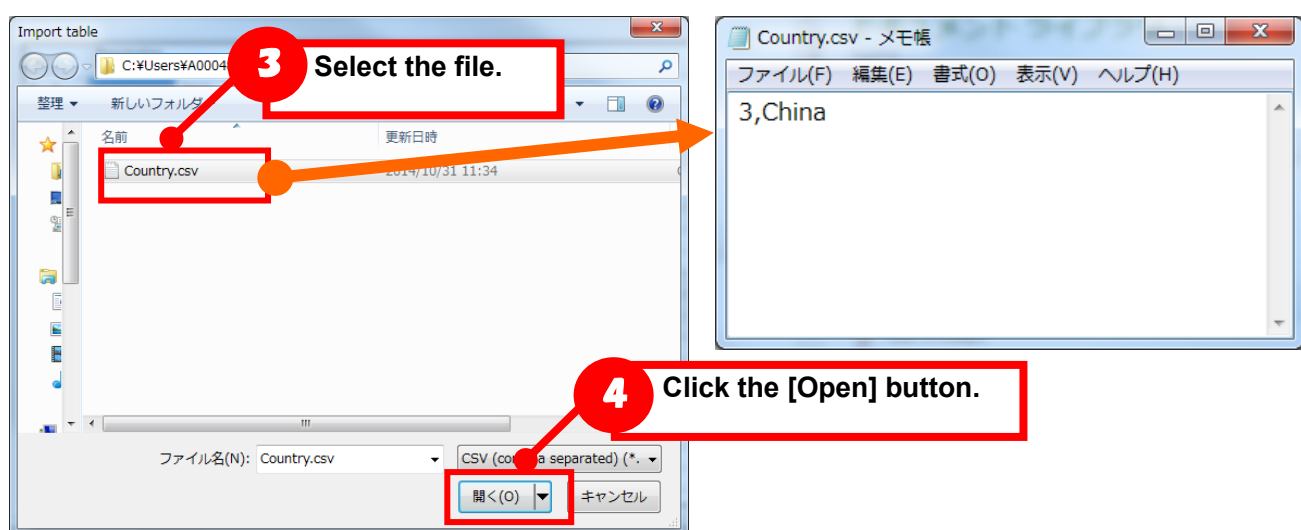 Import table
C:¥Users¥A0004
3
Select the file.
整理 新しいフォルダ
名前
更新日時
Country.csv
2014/10/31 11:34
4
Click the [Open] button.
ファイル名(N): Country.csv
CSV (comma separated) (*.
開く(O)
キャンセル
Country.csv - メモ帳
ファイル(F) 編集(E) 書式(O) 表示(V) ヘルプ(H)
3,China